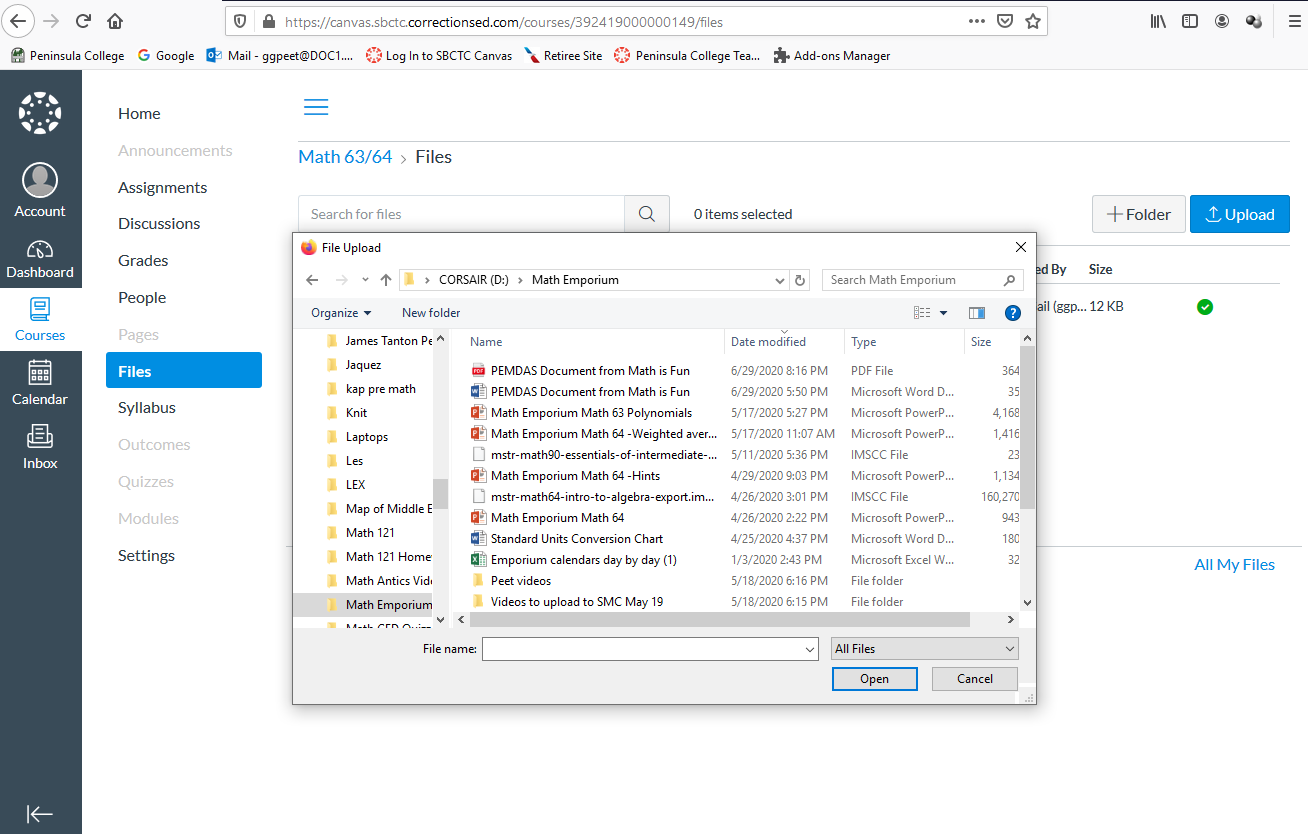 https://canvas.sbctc.correctionsed.com/courses/392419000000149/files
Peninsula College Google Mail - ggpeet@DOC1.... Log In to SBCTC Canvas Retiree Site Peninsula College Tea... Add-ons Manager
Account
Dashboard
Courses
Calendar
Inbox
Home
Announcements
Assignments
Discussions
Grades
People
Pages
Files
Syllabus
Outcomes
Quizzes
Modules
Settings
Math 63/64 › Files
Search for files
0 items selected
+ Folder
Upload
ed By Size
ail (ggp... 12 KB
All My Files
File Upload
CORSAIR (D:) › Math Emporium
Search Math Emporium
Organize New folder
James Tanton Pe
Jaquez
kap pre math
Knit
Laptops
Les
LEX
Map of Middle E
Math 121
Math 121 Home
Math Antics Vid
Math Emporium
Name Date modified Type Size
PDF PEMDAS Document from Math is Fun 6/29/2020 8:16 PM PDF File 364
PEMDAS Document from Math is Fun 6/29/2020 5:50 PM Microsoft Word D... 35
Math Emporium Math 63 Polynomials 5/17/2020 5:27 PM Microsoft PowerP... 4,168
Math Emporium Math 64 -Weighted aver... 5/17/2020 11:07 AM Microsoft PowerP... 1,416
mstr-math90-essentials-of-intermediate-... 5/11/2020 5:36 PM IMSCC File 23
Math Emporium Math 64 -Hints 4/29/2020 9:03 PM Microsoft PowerP... 1,134
mstr-math64-intro-to-algebra-export.im... 4/26/2020 3:01 PM IMSCC File 160,270
Math Emporium Math 64 4/26/2020 2:22 PM Microsoft PowerP... 943
Standard Units Conversion Chart 4/25/2020 4:37 PM Microsoft Word D... 180
Emporium calendars day by day (1) 1/3/2020 2:43 PM Microsoft Excel W... 32
Peet videos 5/18/2020 6:16 PM File folder
Videos to upload to SMC May 19 5/18/2020 6:15 PM File folder
File name:
All Files
Open Cancel